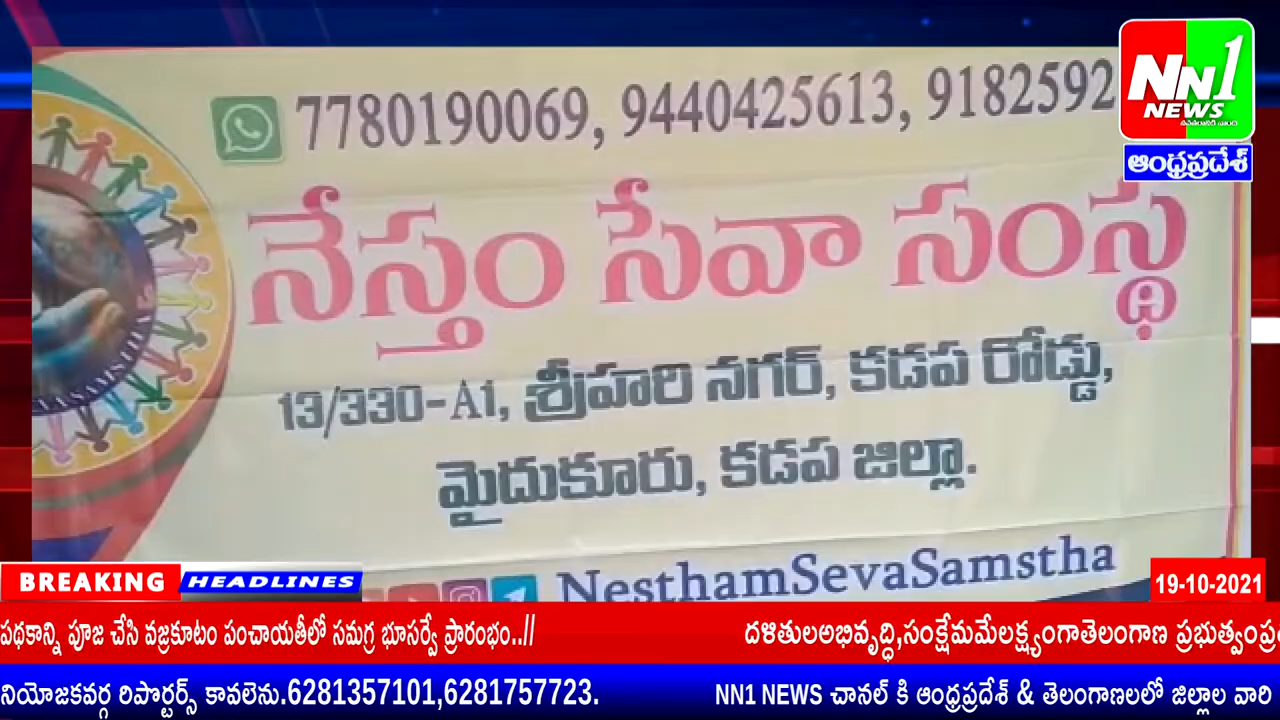 7780190069, 9440425613, 9182592
NN1
NEWS
నవతరానికి నాంది
ఆంధ్రప్రదేశ్
నేస్తం సేవా సంస్థ
13/330-A1, శ్రీహరి నగర్, కడప రోడ్డు,
మైదుకూరు, కడప జిల్లా.
NesthamSevaSamstha
BREAKING HEADLINES
19-10-2021
పథకాన్ని పూజ చేసి వజ్రకూటం పంచాయతీలో సమగ్ర భూసర్వే ప్రారంభం..// దళితులఅభివృద్ధి,సంక్షేమమేలక్ష్యంగాతెలంగాణ ప్రభుత్వంప్ర
నియోజకవర్గ రిపోర్టర్స్ కావలెను.6281357101,6281757723. NN1 NEWS చానల్ కి ఆంధ్రప్రదేశ్ & తెలంగాణలలో జిల్లాల వారి